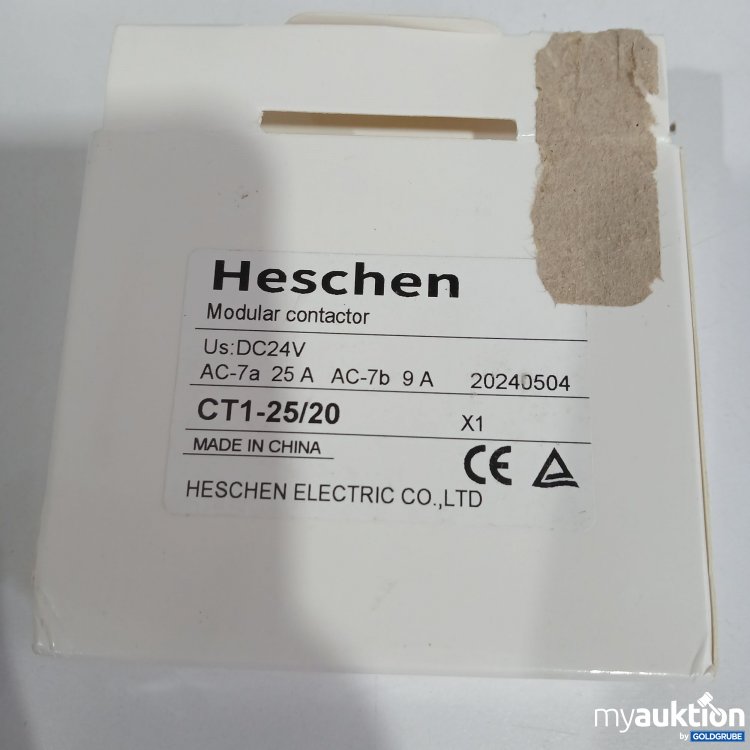 Heschen
Modular contactor
Us:DC24V
AC-7a 25 A AC-7b 9 A 20240504
CT1-25/20 X1
MADE IN CHINA
CE
HESCHEN ELECTRIC CO.,LTD
myauktion
by GOLDGRUBE